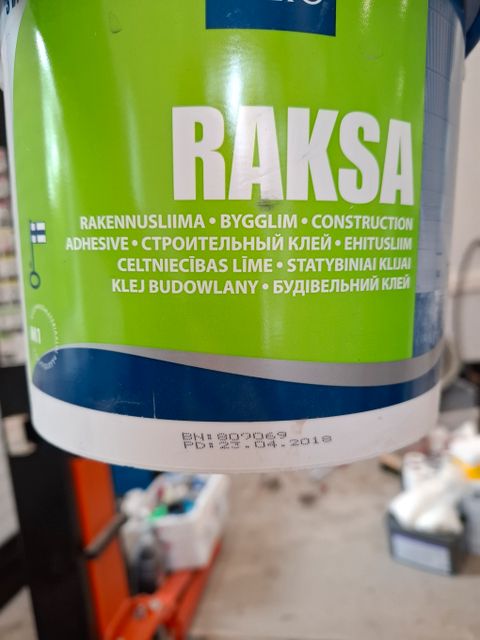 RAKSA
RAKENNUSLIIMA • BYGGLIM • CONSTRUCTION
ADHESIVE • СТРОИТЕЛЬНЫЙ КЛЕЙ • EHITUSLIIM
CELTNIECĪBAS LĪME • STATYBINIAI KLIJAI
KLEJ BUDOWLANY • БУДІВЕЛЬНИЙ КЛЕЙ
M1
BN:809069
PD:23.04.2018